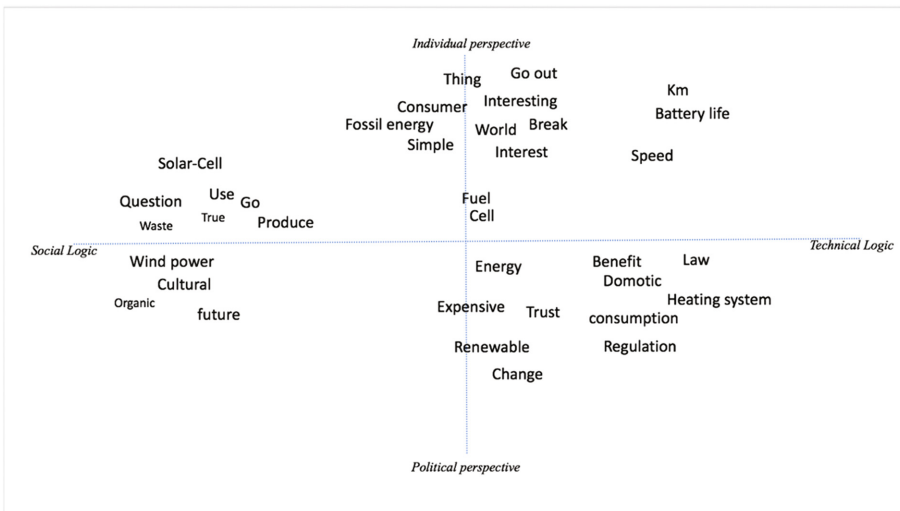 Individual perspective
Thing
Go out
Km
Consumer
Interesting
Battery life
Fossil energy
World
Break
Simple
Interest
Speed
Solar-Cell
Question
Use
Go
Fuel
Cell
Waste
True
Produce
Social Logic
Technical Logic
Wind power
Energy
Benefit
Law
Cultural
Domotic
Organic
Heating system
future
Expensive
Trust
consumption
Renewable
Regulation
Change
Political perspective